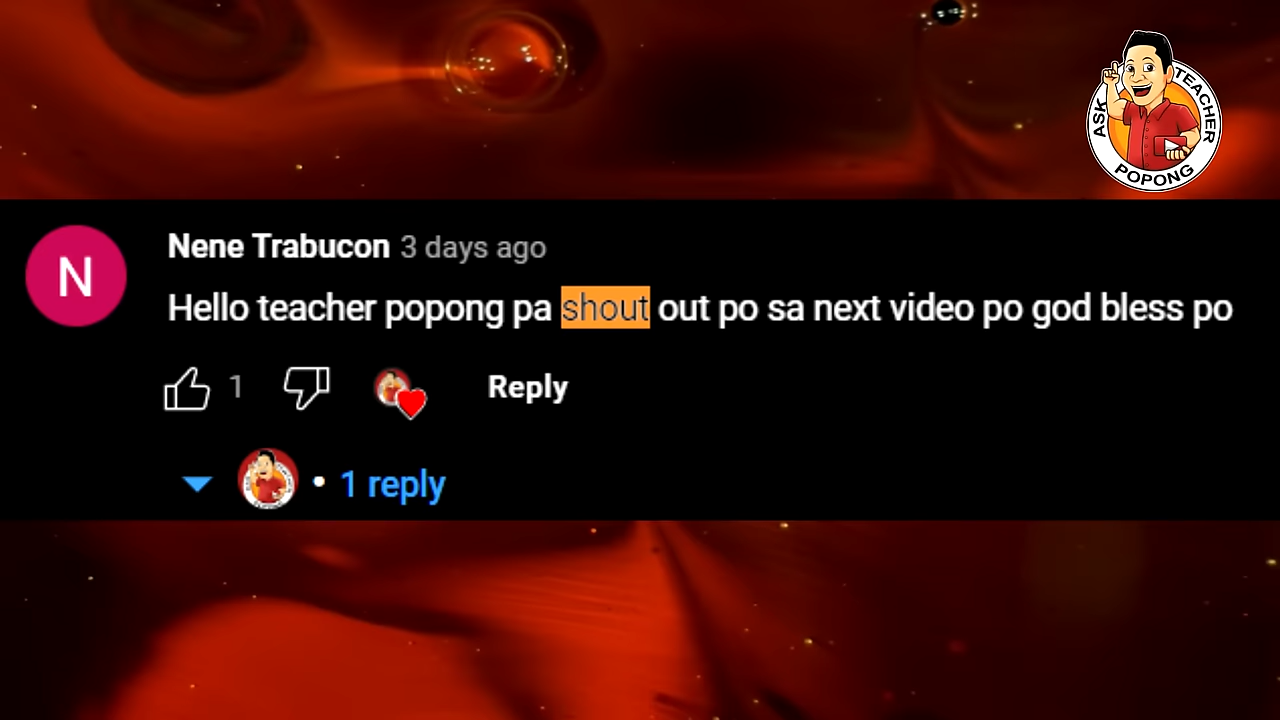 ASK TEACHER POPONG
N
Nene Trabucon 3 days ago
Hello teacher popong pa shout out po sa next video po god bless po
1
Reply
• 1 reply